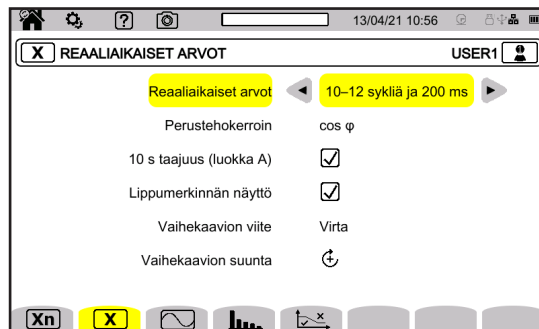 13/04/21 10:56
X REAALIAIKAISET ARVOT USER1
Reaaliaikaiset arvot 10–12 sykliä ja 200 ms
Perustehokerroin cos φ
10 s taajuus (luokka A)
Lippumerkinnän näyttö
Vaihekaavion viite Virta
Vaihekaavion suunta
Xn X